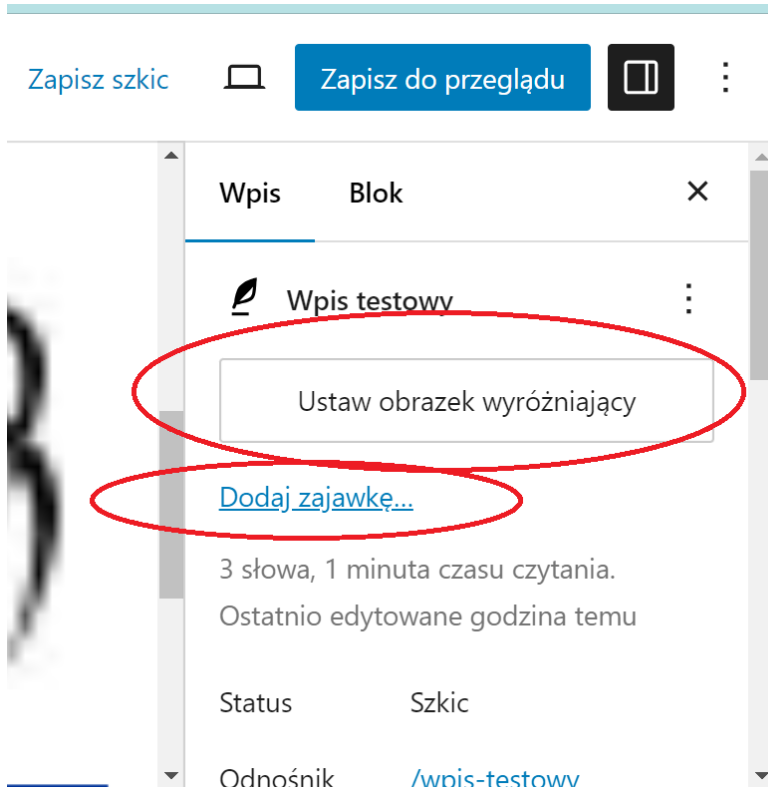 Zapisz szkic
Zapisz do przeglądu
Wpis Blok
Wpis testowy
Ustaw obrazek wyróżniający
Dodaj zajawkę...
3 słowa, 1 minuta czasu czytania.
Ostatnio edytowane godzina temu
Status Szkic
Odnośnik /wpis-testowy